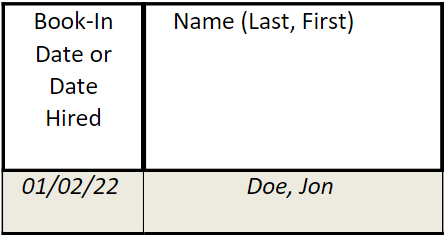 Book-In
Date or
Date
Hired
Name (Last, First)
01/02/22
Doe, Jon